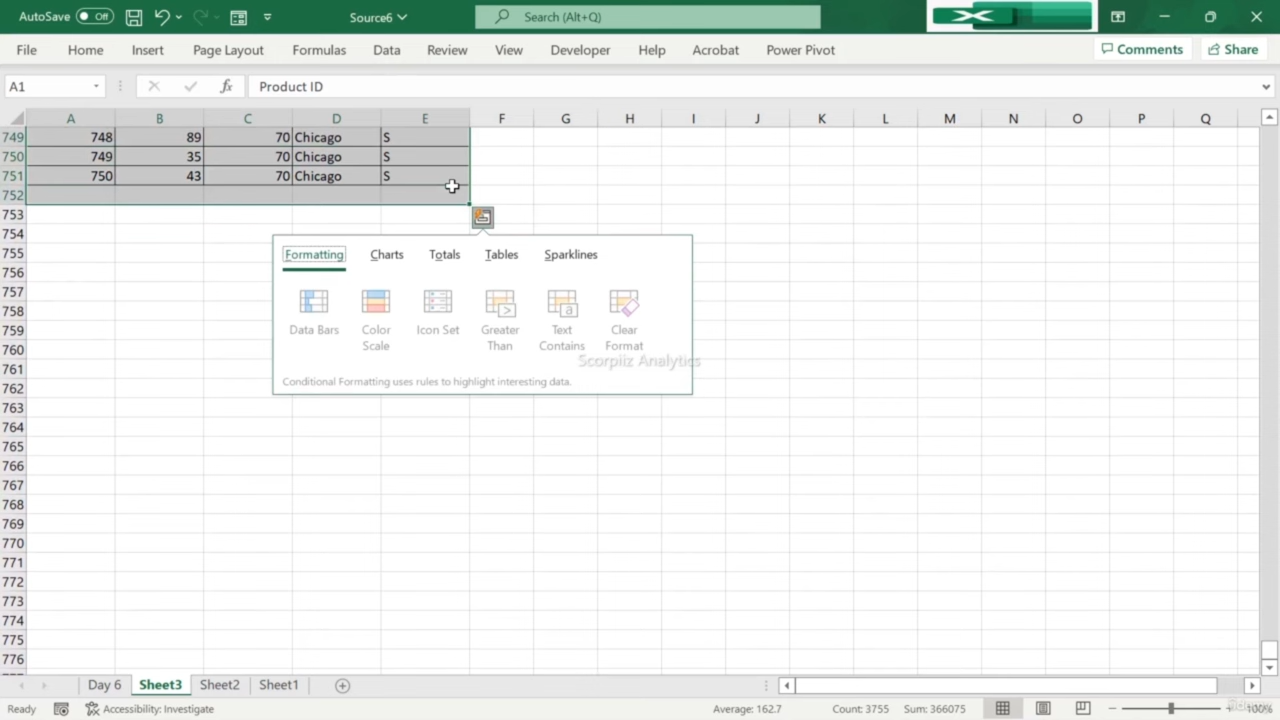 AutoSave Off Source6 Search (Alt+Q)
File Home Insert Page Layout Formulas Data Review View Developer Help Acrobat Power Pivot Comments Share
A1 fx Product ID
A B C D E F G H I J K L M N O P Q
749 748 89 70 Chicago S
750 749 35 70 Chicago S
751 750 43 70 Chicago S
752
753
754
755
756
757
758
759
760
761
762
763
764
765
766
767
768
769
770
771
772
773
774
775
776
Formatting Charts Totals Tables Sparklines
Data Bars Color Scale Icon Set Greater Than Text Contains Clear Format
Scorpiiz Analytics
Conditional Formatting uses rules to highlight interesting data.
Day 6 Sheet3 Sheet2 Sheet1
Ready Accessibility: Investigate Average: 162.7 Count: 3755 Sum: 366075 100%